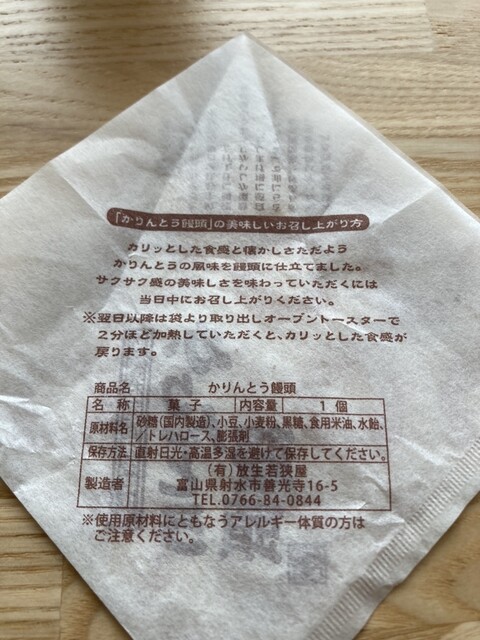 「かりんとう饅頭」の美味しいお召し上がり方
カリッとした食感と懐かしさただよう
かりんとうの風味を饅頭に仕立てました。
サクサク感の美味しさを味わっていただくには
当日中にお召し上がりください。
※翌日以降は袋より取り出しオーブントースターで
2分ほど加熱していただくと、カリッとした食感が
戻ります。
商品名 かりんとう饅頭
名称 菓子 内容量 1個
原材料名 砂糖(国内製造)、小豆、小麦粉、黒糖、食用米油、水飴、
/トレハロース、膨張剤
保存方法 直射日光・高温多湿を避けて保存してください。
製造者 (有)放生若狭屋
富山県射水市善光寺16-5
TEL.0766-84-0844
※使用原材料にともなうアレルギー体質の方は
ご注意ください。